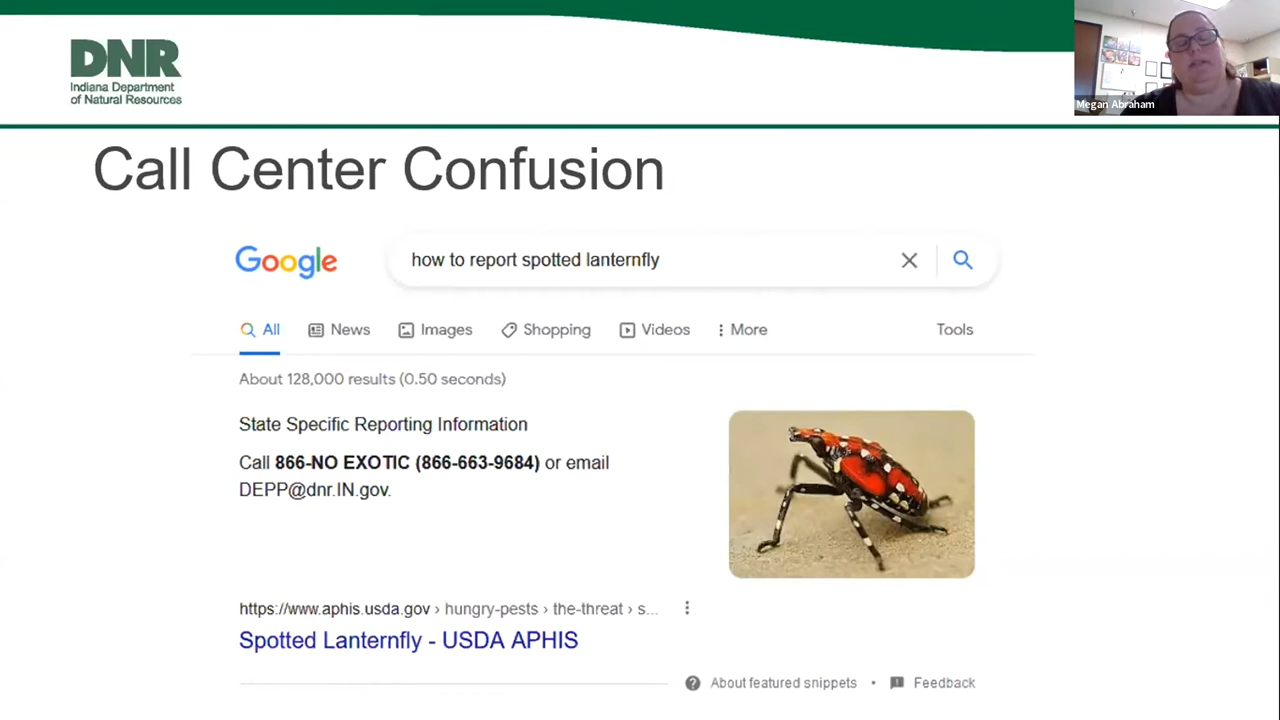 DNR
Indiana Department
of Natural Resources
Megan Abraham
Call Center Confusion
Google
how to report spotted lanternfly
All
News
Images
Shopping
Videos
More
Tools
About 128,000 results (0.50 seconds)
State Specific Reporting Information
Call 866-NO EXOTIC (866-663-9684) or email
DEPP@dnr.IN.gov.
https://www.aphis.usda.gov › hungry-pests › the-threat › s...
Spotted Lanternfly - USDA APHIS
About featured snippets • Feedback